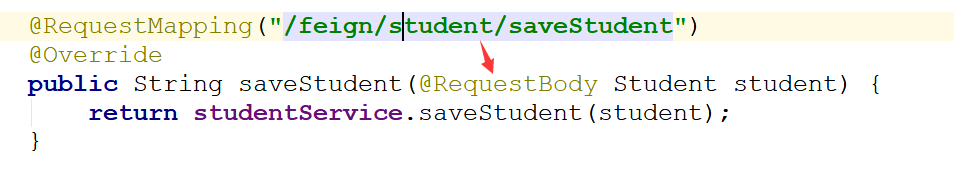 @RequestMapping("/feign/student/saveStudent")
@Override
public String saveStudent(@RequestBody Student student) {
    return studentService.saveStudent(student);
}